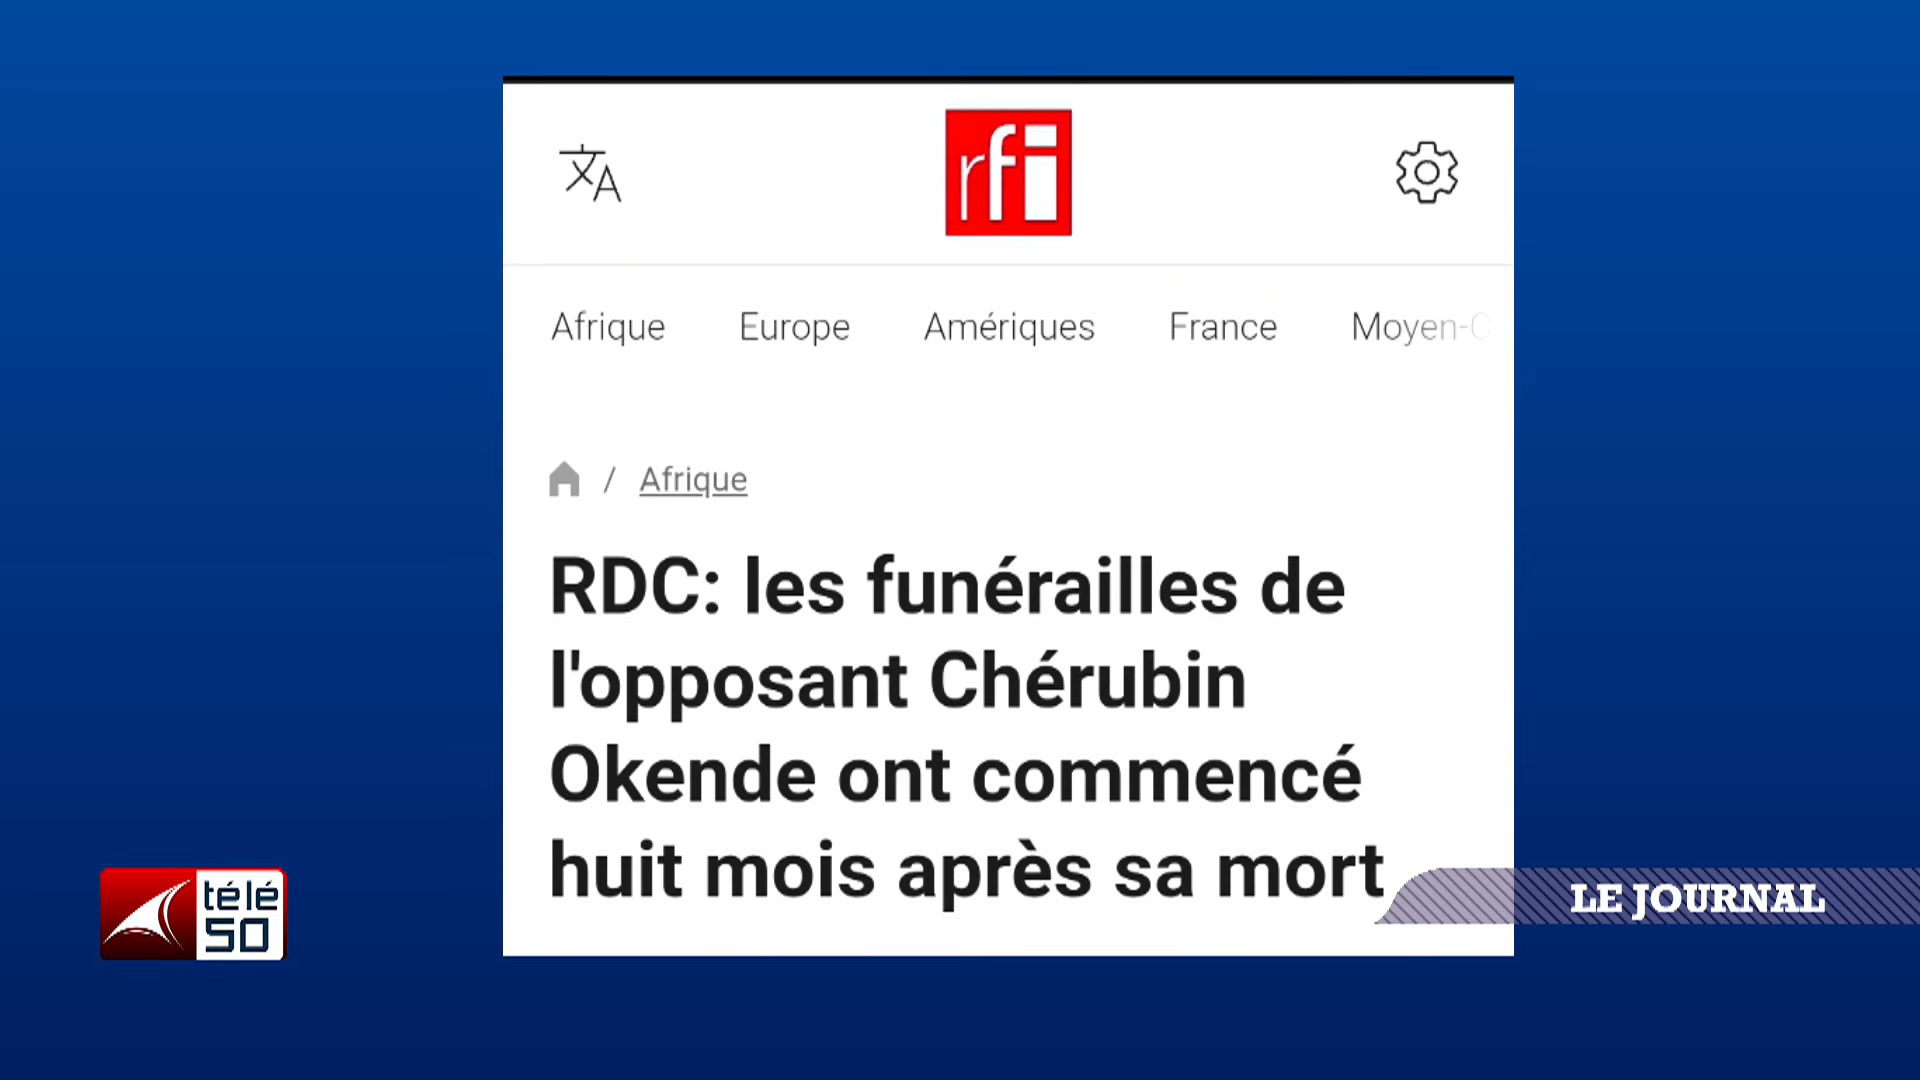 rfi
Afrique Europe Amériques France Moyen-
/ Afrique
RDC: les funérailles de
l'opposant Chérubin
Okende ont commencé
huit mois après sa mort
télé
50
LE JOURNAL